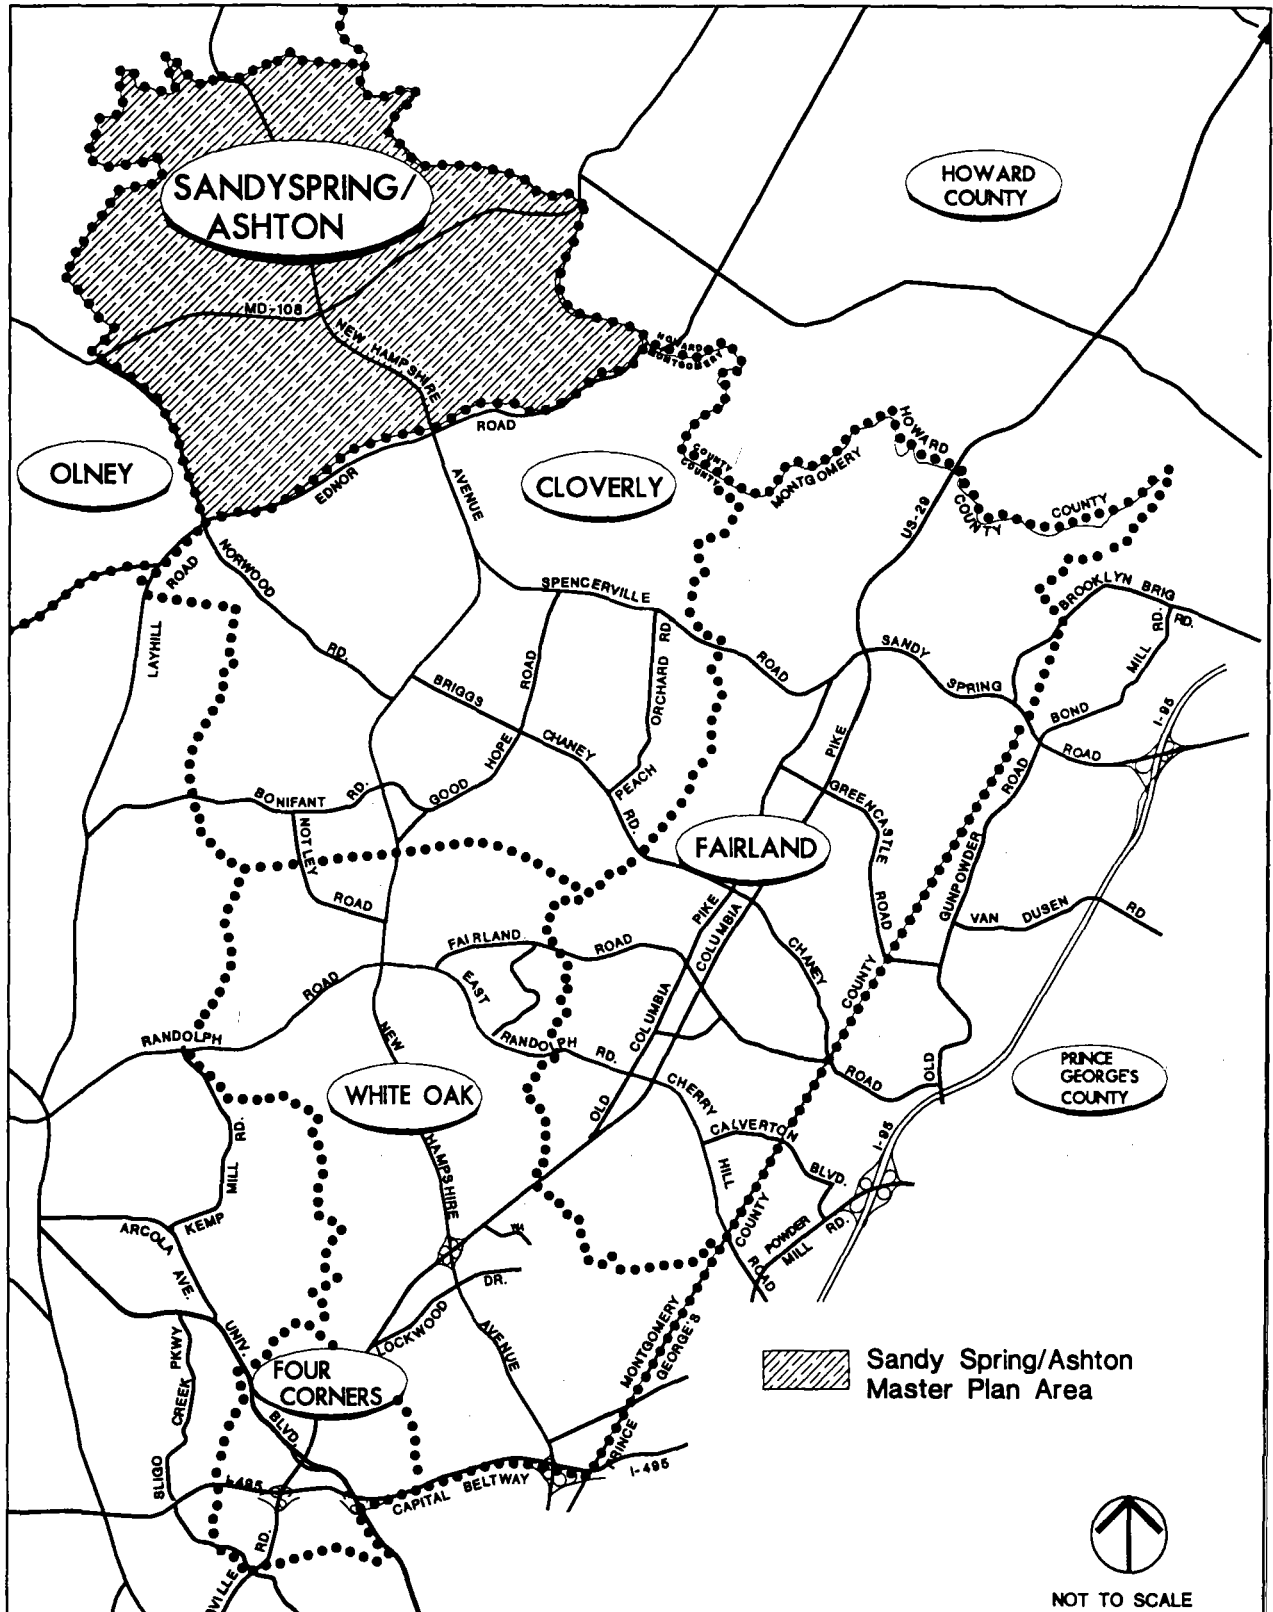 SANDYSPRING/
ASHTON
HOWARD
COUNTY
MD-108
NEW HAMPSHIRE
HOWARD
MONTGOMERY
ROAD
EDNOR
OLNEY
CLOVERLY
AVENUE
COUNTY
COUNTY
MONTGOMERY
HOWARD
COUNTY
COUNTY
US-29
NORWOOD
RD.
ROAD
LAYHILL
SPENCERVILLE
ROAD
BROOKLYN BRIG
RD.
SANDY
SPRING
ROAD
BOND
MILL
RD.
I-95
BRIGGS
CHANEY
RD.
GOOD
HOPE
ROAD
PEACH
ORCHARD
RD
PIKE
GREENCASTLE
ROAD
GUNPOWDER
ROAD
BONIFANT
RD.
NOTLEY
ROAD
FAIRLAND
VAN DUSEN RD
PIKE
COLUMBIA
CHANEY
COUNTY
FAIRLAND
ROAD
EAST
RANDOLPH
RD.
RANDOLPH
ROAD
NEW
COLUMBIA
OLD
ROAD
OLD
PRINCE
GEORGE'S
COUNTY
WHITE OAK
CHERRY
HILL
ROAD
CALVERTON
BLVD.
I-95
HAMPSHIRE
MILL
RD.
KEMP
ARCOLA
AVE.
COUNTY
POWDER
MILL
RD.
DR.
LOCKWOOD
AVENUE
UNIV.
BLVD.
MONTGOMERY
GEORGE'S
PRINCE
FOUR
CORNERS
SLIGO
CREEK
PKWY
I-495
CAPITAL BELTWAY
I-495
RD.
Sandy Spring/Ashton
Master Plan Area
NOT TO SCALE